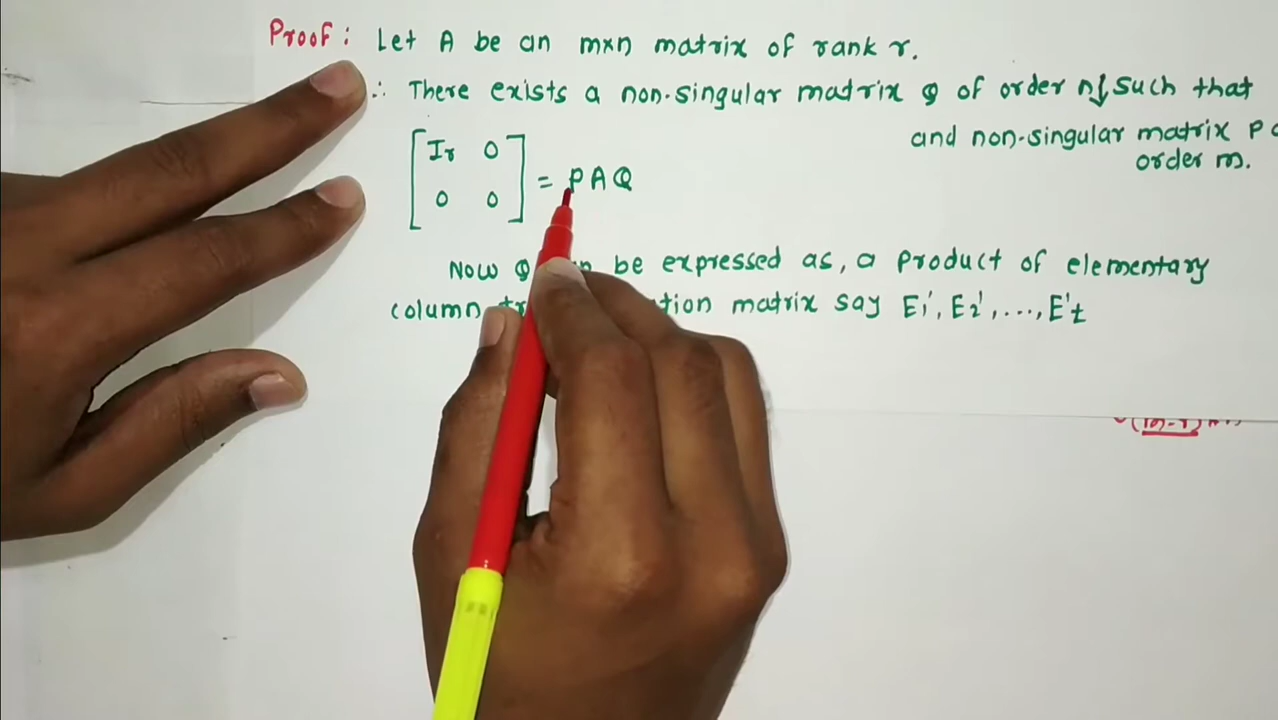 Proof: Let A be an mxn matrix of rank r.
∴ There exists a non-singular matrix Q of order n, such that
and non-singular matrix P
order m.
[ Ir 0
0 0 ] = PAQ
Now be expressed as, a product of elementary
column matrix say E1', E2', ..., E't